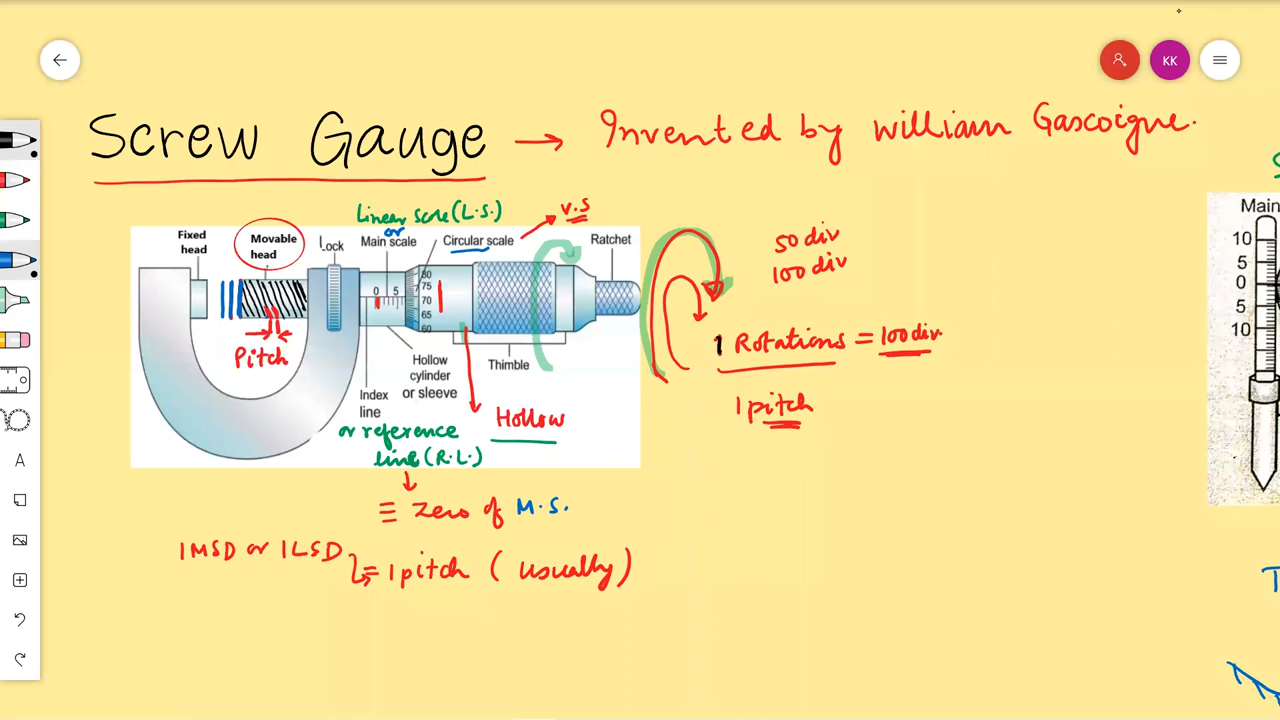 KK
Screw Gauge → Invented by William Gascoigne.
Linear scale (L.S.)
or
V.S
Fixed
head
Movable
head
Lock
Main scale
Circular scale
Ratchet
0 5
80
75
70
65
60
Pitch
Hollow
cylinder
or sleeve
Thimble
Index
line
or reference
line (R.L.)
Hollow
≡ Zero of M.S.
1 MSD or 1 LSD
= 1 pitch ( usually )
50 div
100 div
1 Rotations = 100 div
1 pitch
Main
10
5
0
5
10
A